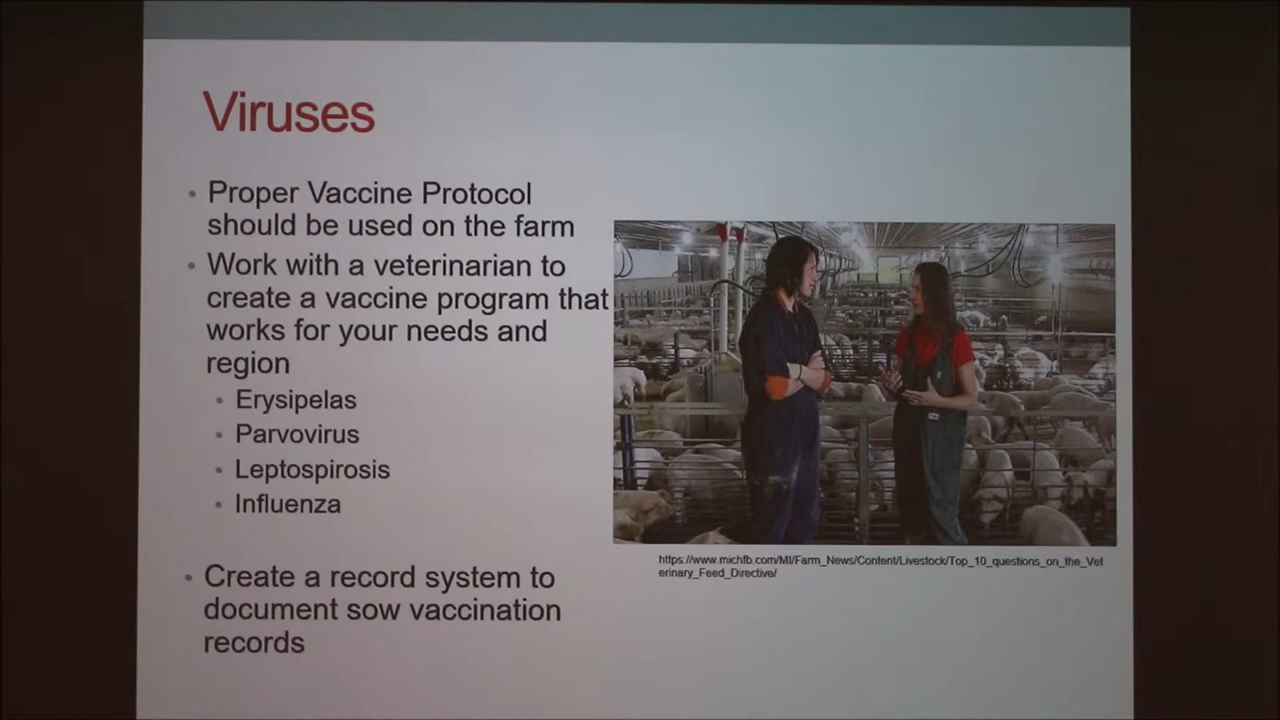 Viruses
• Proper Vaccine Protocol
should be used on the farm
• Work with a veterinarian to
create a vaccine program that
works for your needs and
region
• Erysipelas
• Parvovirus
• Leptospirosis
• Influenza
• Create a record system to
document sow vaccination
records
https://www.michfb.com/MI/Farm_News/Content/Livestock/Top_10_questions_on_the_Vet
erinary_Feed_Directive/